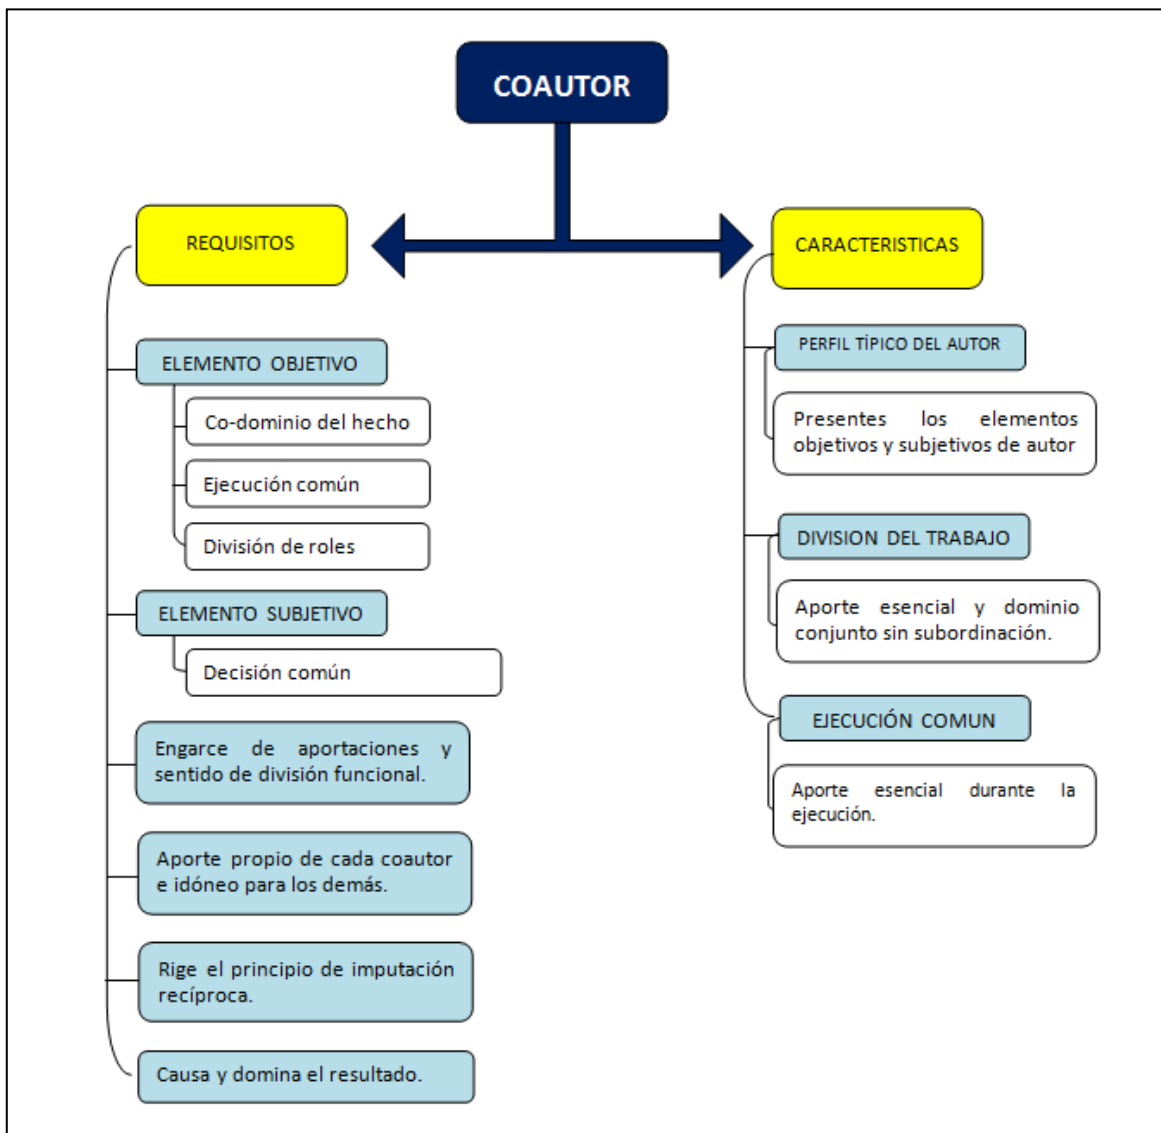 COAUTOR
REQUISITOS
ELEMENTO OBJETIVO
Co-dominio del hecho
Ejecución común
División de roles
ELEMENTO SUBJETIVO
Decisión común
Engarce de aportaciones y
sentido de división funcional.
Aporte propio de cada coautor
e idóneo para los demás.
Rige el principio de imputación
recíproca.
Causa y domina el resultado.
CARACTERISTICAS
PERFIL TÍPICO DEL AUTOR
Presentes los elementos
objetivos y subjetivos de autor
DIVISION DEL TRABAJO
Aporte esencial y dominio
conjunto sin subordinación.
EJECUCIÓN COMUN
Aporte esencial durante la
ejecución.